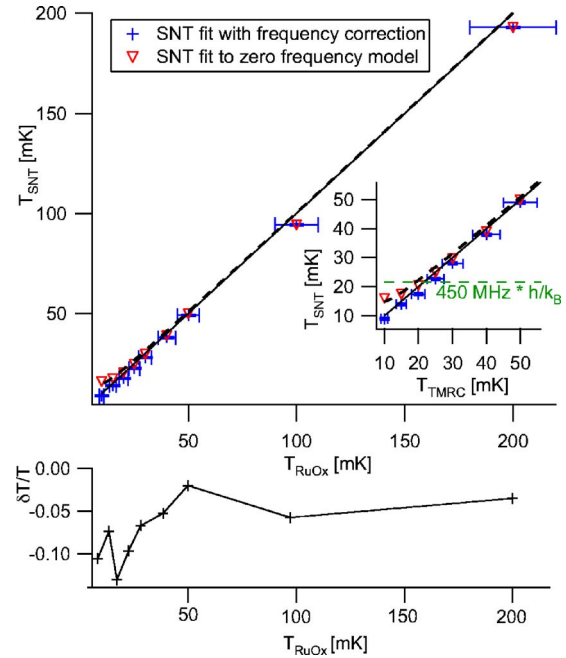 200
SNT fit with frequency correction
SNT fit to zero frequency model
150
T_SNT [mK]
100
50
50
40
30
20
10
T_SNT [mK]
450 MHz * h/k_B
10 20 30 40 50
T_TMRC [mK]
50 100 150 200
T_RuOx [mK]
0.00
-0.05
-0.10
δT/T
50 100 150 200
T_RuOx [mK]